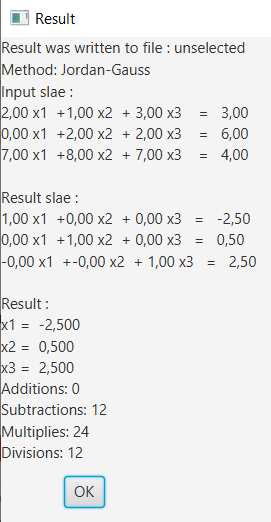 Result
Result was written to file : unselected
Method: Jordan-Gauss
Input slae :
2,00 x1 +1,00 x2 + 3,00 x3 = 3,00
0,00 x1 +2,00 x2 + 2,00 x3 = 6,00
7,00 x1 +8,00 x2 + 7,00 x3 = 4,00
Result slae :
1,00 x1 +0,00 x2 + 0,00 x3 = -2,50
0,00 x1 +1,00 x2 + 0,00 x3 = 0,50
-0,00 x1 +-0,00 x2 + 1,00 x3 = 2,50
Result :
x1 = -2,500
x2 = 0,500
x3 = 2,500
Additions: 0
Subtractions: 12
Multiplies: 24
Divisions: 12
OK